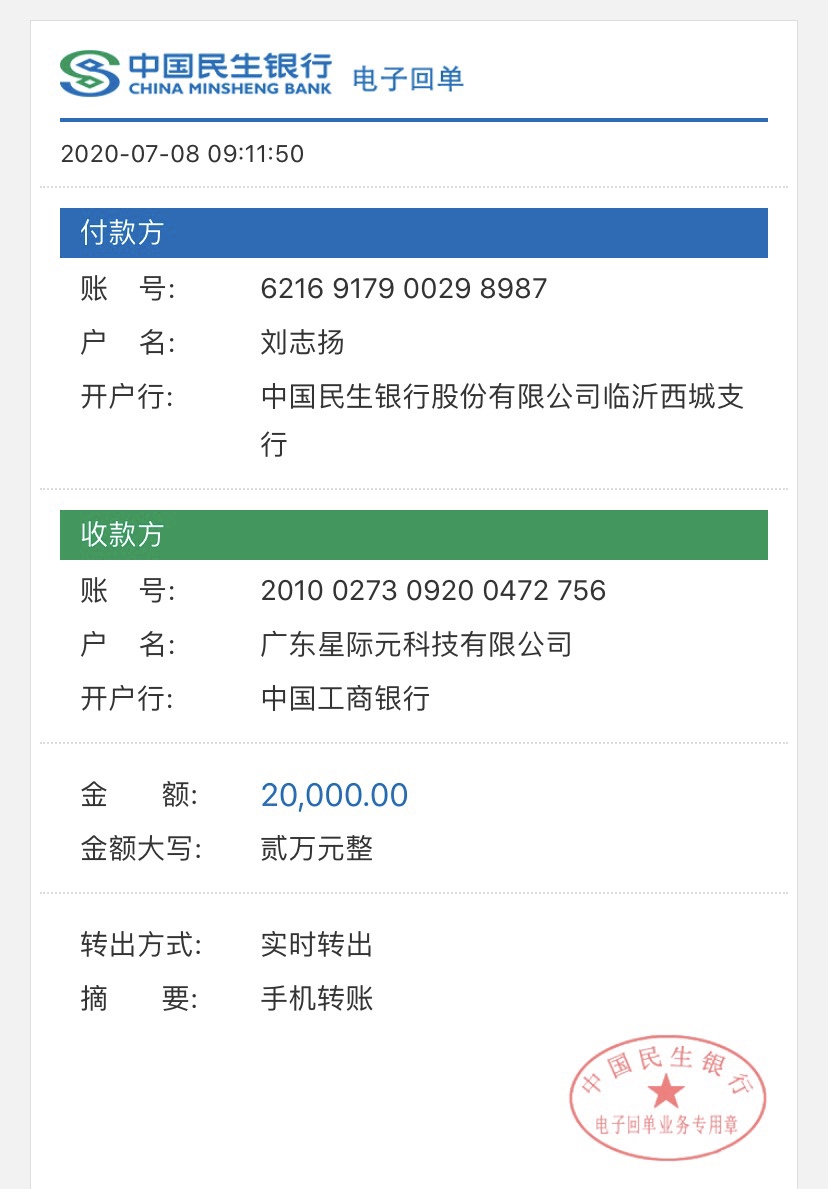 中国民生银行
CHINA MINSHENG BANK
电子回单
2020-07-08 09:11:50
付款方
账 号: 6216 9179 0029 8987
户 名: 刘志扬
开户行: 中国民生银行股份有限公司临沂西城支
行
收款方
账 号: 2010 0273 0920 0472 756
户 名: 广东星际元科技有限公司
开户行: 中国工商银行
金 额: 20,000.00
金额大写: 贰万元整
转出方式: 实时转出
摘 要: 手机转账
中国民生银行
电子回单业务专用章